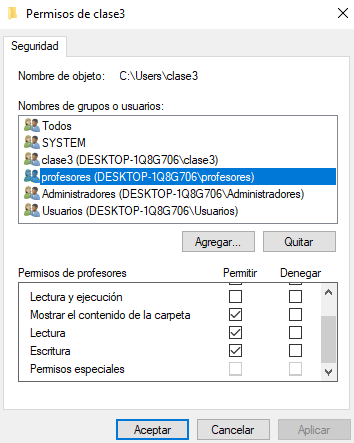 Permisos de clase3
Seguridad
Nombre de objeto: C:\Users\clase3
Nombres de grupos o usuarios:
Todos
SYSTEM
clase3 (DESKTOP-1Q8G706\clase3)
profesores (DESKTOP-1Q8G706\profesores)
Administradores (DESKTOP-1Q8G706\Administradores)
Usuarios (DESKTOP-1Q8G706\Usuarios)
Agregar... Quitar
Permisos de profesores Permitir Denegar
Lectura y ejecución
Mostrar el contenido de la carpeta
Lectura
Escritura
Permisos especiales
Aceptar Cancelar Aplicar